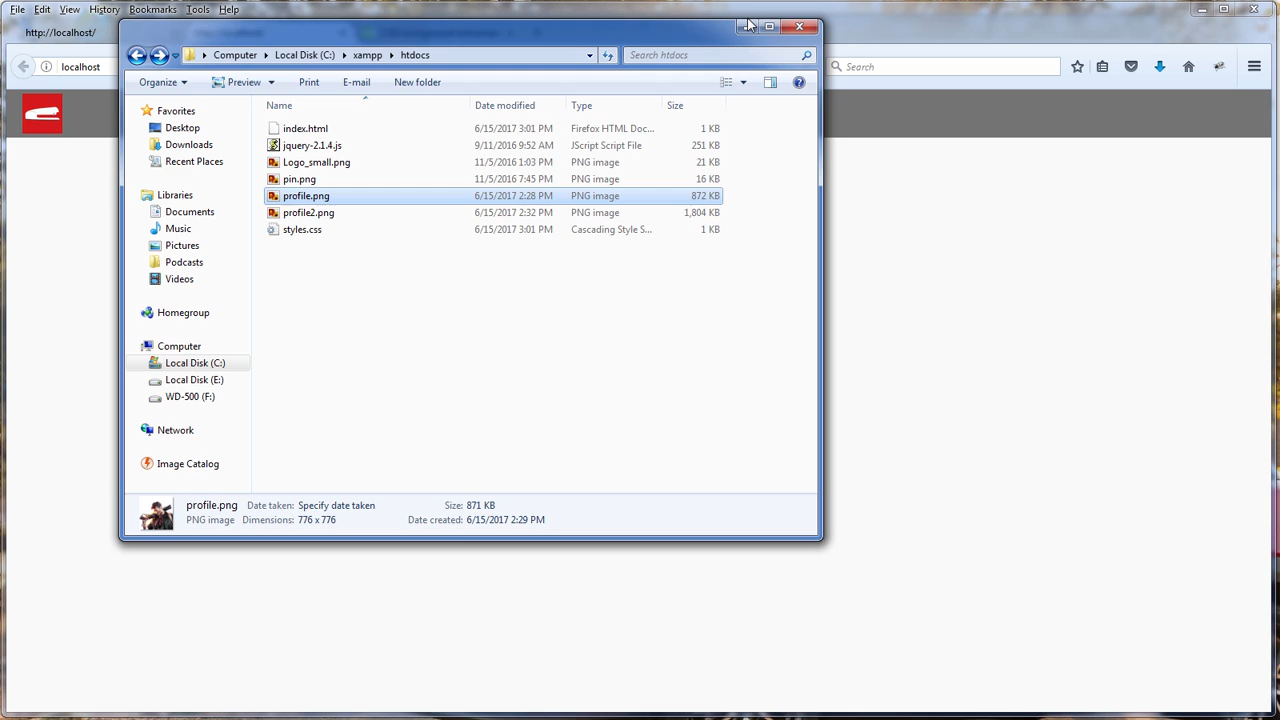 File Edit View History Bookmarks Tools Help
http://localhost/
localhost
Search
Computer Local Disk (C:) xampp htdocs
Search htdocs
Organize Preview Print E-mail New folder
Name Date modified Type Size
index.html 6/15/2017 3:01 PM Firefox HTML Doc... 1 KB
jquery-2.1.4.js 9/11/2016 9:52 AM JScript Script File 251 KB
Logo_small.png 11/5/2016 1:03 PM PNG image 21 KB
pin.png 11/5/2016 7:45 PM PNG image 16 KB
profile.png 6/15/2017 2:28 PM PNG image 872 KB
profile2.png 6/15/2017 2:32 PM PNG image 1,804 KB
styles.css 6/15/2017 3:01 PM Cascading Style S... 1 KB
Favorites
Desktop
Downloads
Recent Places
Libraries
Documents
Music
Pictures
Podcasts
Videos
Homegroup
Computer
Local Disk (C:)
Local Disk (E:)
WD-500 (F:)
Network
Image Catalog
profile.png Date taken: Specify date taken Size: 871 KB
PNG image Dimensions: 776 x 776 Date created: 6/15/2017 2:29 PM